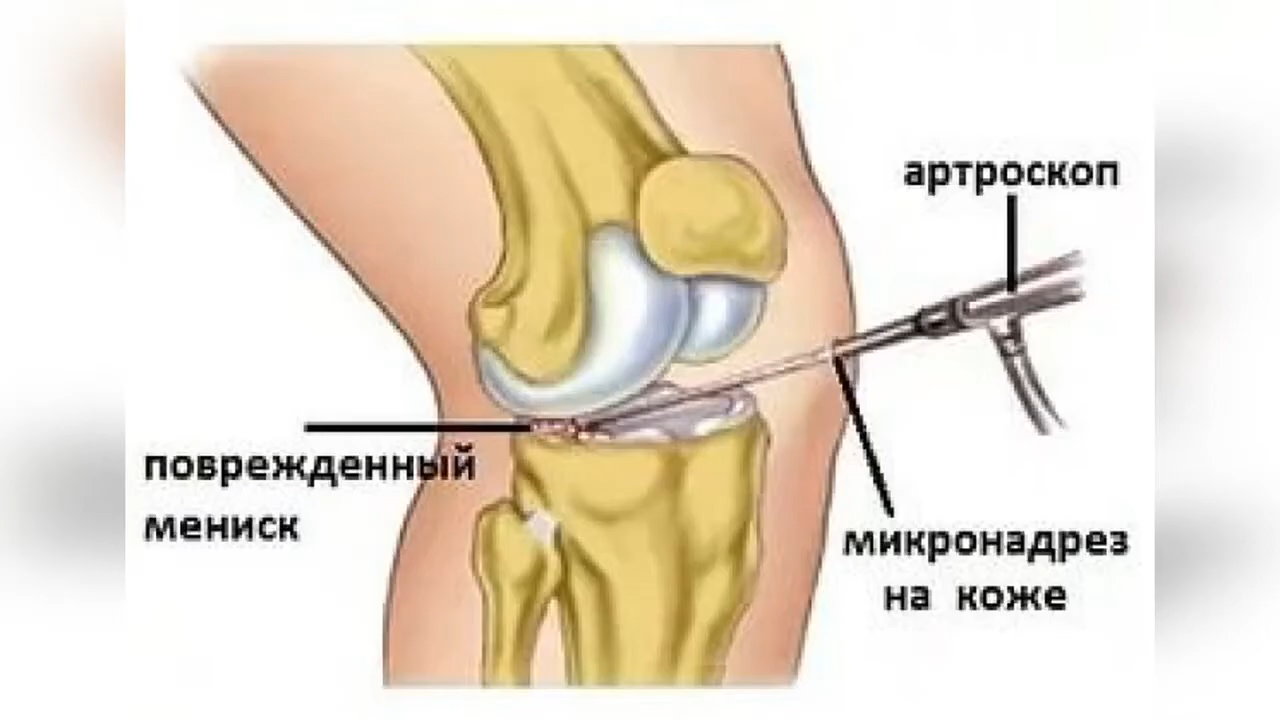 артроскоп
поврежденный
мениск
микронадрез
на коже